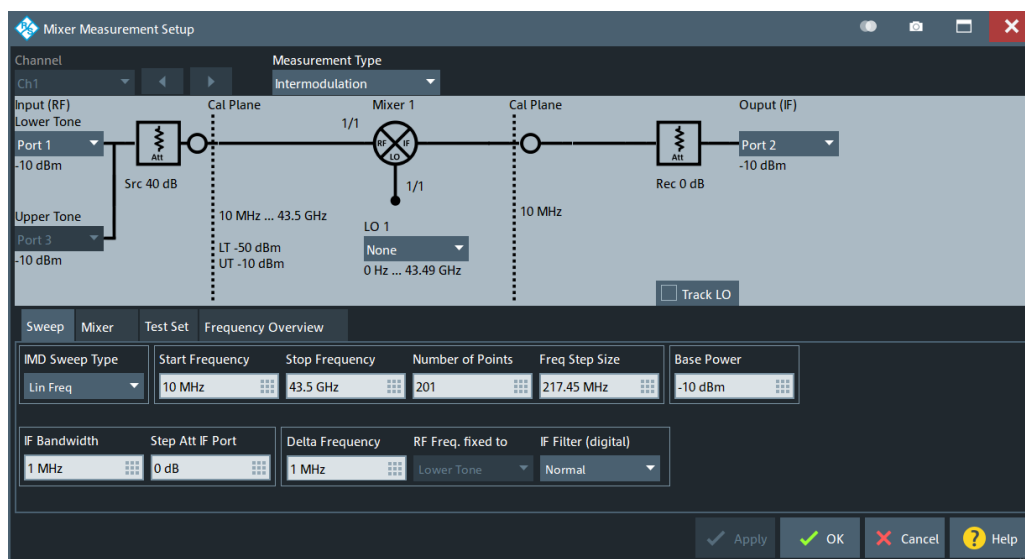 Mixer Measurement Setup
Channel
Measurement Type
Ch1
Intermodulation
Input (RF)
Cal Plane
Mixer 1
Cal Plane
Ouput (IF)
Lower Tone
1/1
Port 1
Att
RF IF
LO
Att
Port 2
-10 dBm
-10 dBm
Src 40 dB
1/1
Rec 0 dB
Upper Tone
10 MHz ... 43.5 GHz
LO 1
10 MHz
Port 3
LT -50 dBm
None
-10 dBm
UT -10 dBm
0 Hz ... 43.49 GHz
Track LO
Sweep Mixer Test Set Frequency Overview
IMD Sweep Type Start Frequency Stop Frequency Number of Points Freq Step Size Base Power
Lin Freq 10 MHz 43.5 GHz 201 217.45 MHz -10 dBm
IF Bandwidth Step Att IF Port Delta Frequency RF Freq. fixed to IF Filter (digital)
1 MHz 0 dB 1 MHz Lower Tone Normal
Apply OK Cancel ? Help